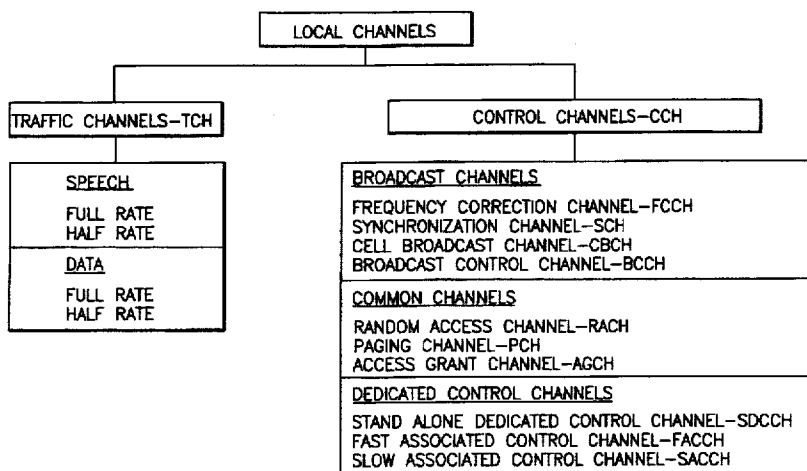 LOCAL CHANNELS
TRAFFIC CHANNELS-TCH
SPEECH
FULL RATE
HALF RATE
DATA
FULL RATE
HALF RATE
CONTROL CHANNELS-CCH
BROADCAST CHANNELS
FREQUENCY CORRECTION CHANNEL-FCCH
SYNCHRONIZATION CHANNEL-SCH
CELL BROADCAST CHANNEL-CBCH
BROADCAST CONTROL CHANNEL-BCCH
COMMON CHANNELS
RANDOM ACCESS CHANNEL-RACH
PAGING CHANNEL-PCH
ACCESS GRANT CHANNEL-AGCH
DEDICATED CONTROL CHANNELS
STAND ALONE DEDICATED CONTROL CHANNEL-SDCCH
FAST ASSOCIATED CONTROL CHANNEL-FACCH
SLOW ASSOCIATED CONTROL CHANNEL-SACCH